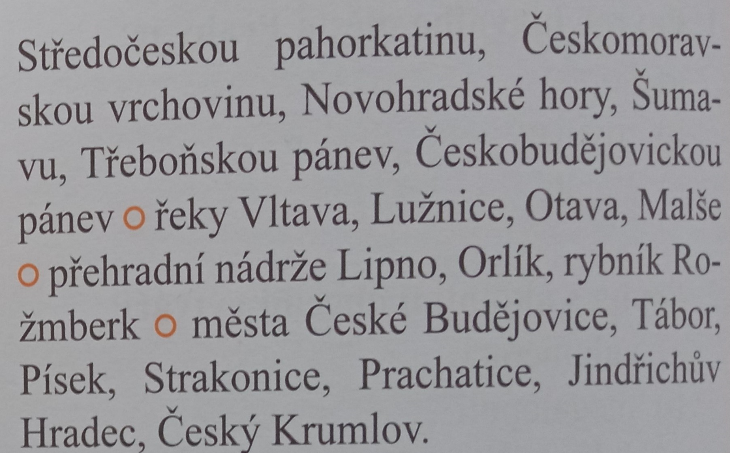 Středočeskou pahorkatinu, Českomorav-
skou vrchovinu, Novohradské hory, Šuma-
vu, Třeboňskou pánev, Českobudějovickou
pánev ○ řeky Vltava, Lužnice, Otava, Malše
○ přehradní nádrže Lipno, Orlík, rybník Ro-
žmberk ○ města České Budějovice, Tábor,
Písek, Strakonice, Prachatice, Jindřichův
Hradec, Český Krumlov.